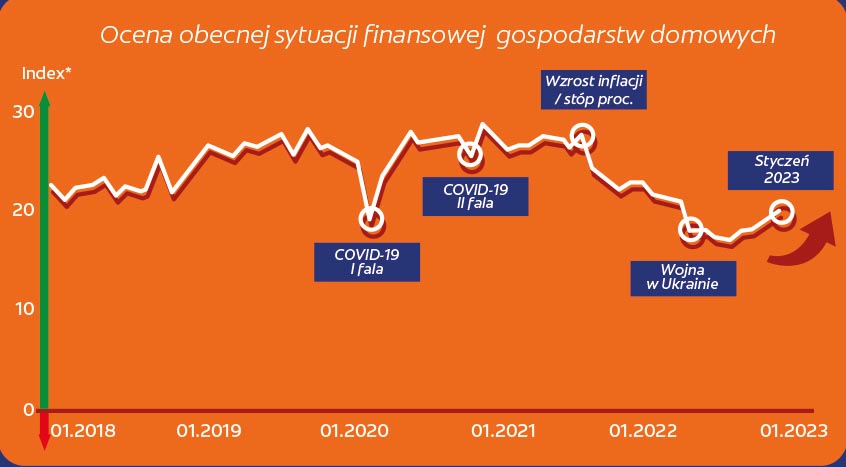 Ocena obecnej sytuacji finansowej gospodarstw domowych
Index*
30
20
10
0
Wzrost inflacji
/ stóp proc.
Styczeń
2023
COVID-19
II fala
COVID-19
I fala
Wojna
w Ukrainie
01.2018 01.2019 01.2020 01.2021 01.2022 01.2023